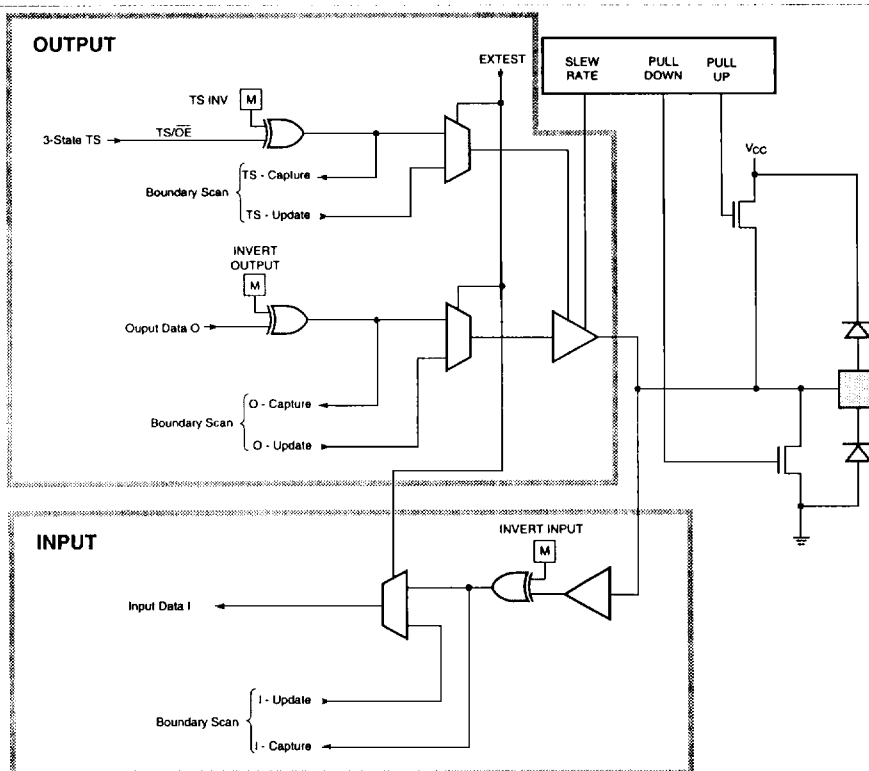 OUTPUT
EXTEST
SLEW RATE
PULL DOWN
PULL UP
TS INV
M
3-State TS
TS/OE
VCC
TS - Capture
Boundary Scan
TS - Update
INVERT OUTPUT
M
Ouput Data O
O - Capture
Boundary Scan
O - Update
INPUT
INVERT INPUT
M
Input Data I
I - Update
Boundary Scan
I - Capture